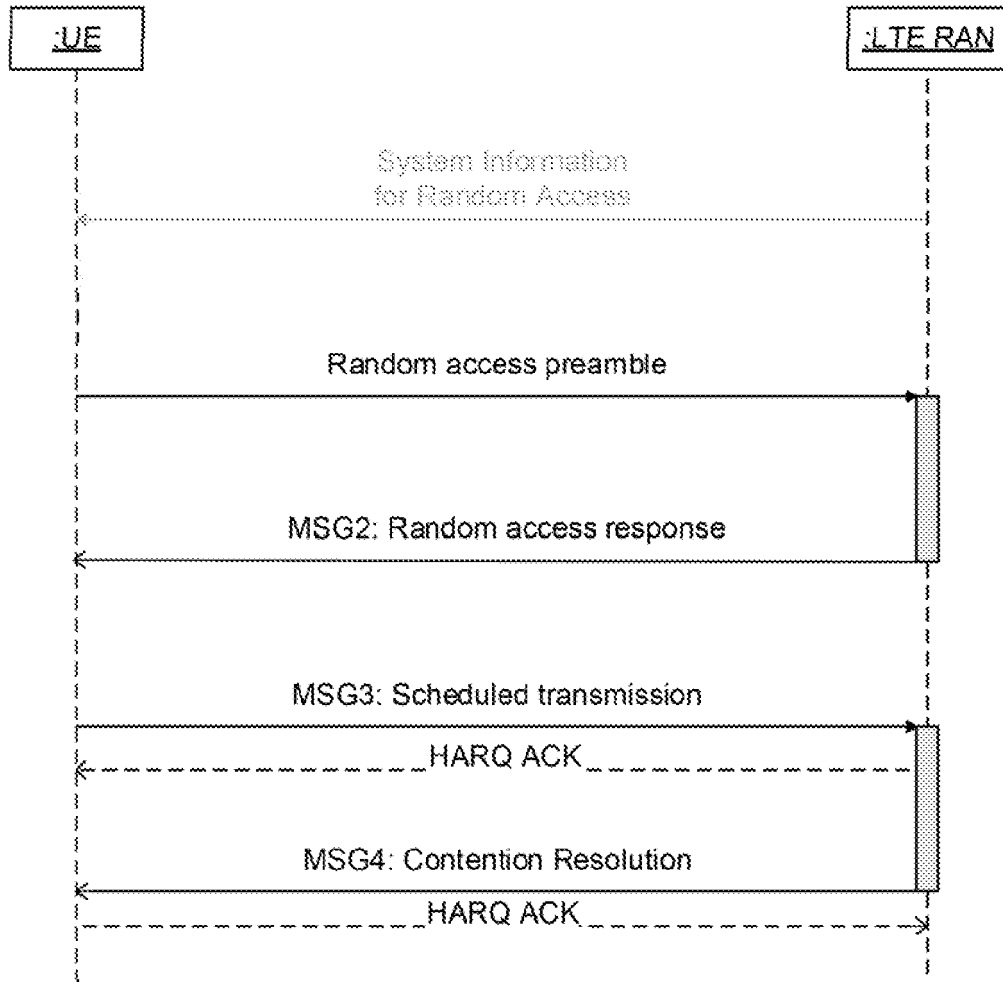 :UE
:LTE RAN
System Information
for Random Access
Random access preamble
MSG2: Random access response
MSG3: Scheduled transmission
HARQ ACK
MSG4: Contention Resolution
HARQ ACK